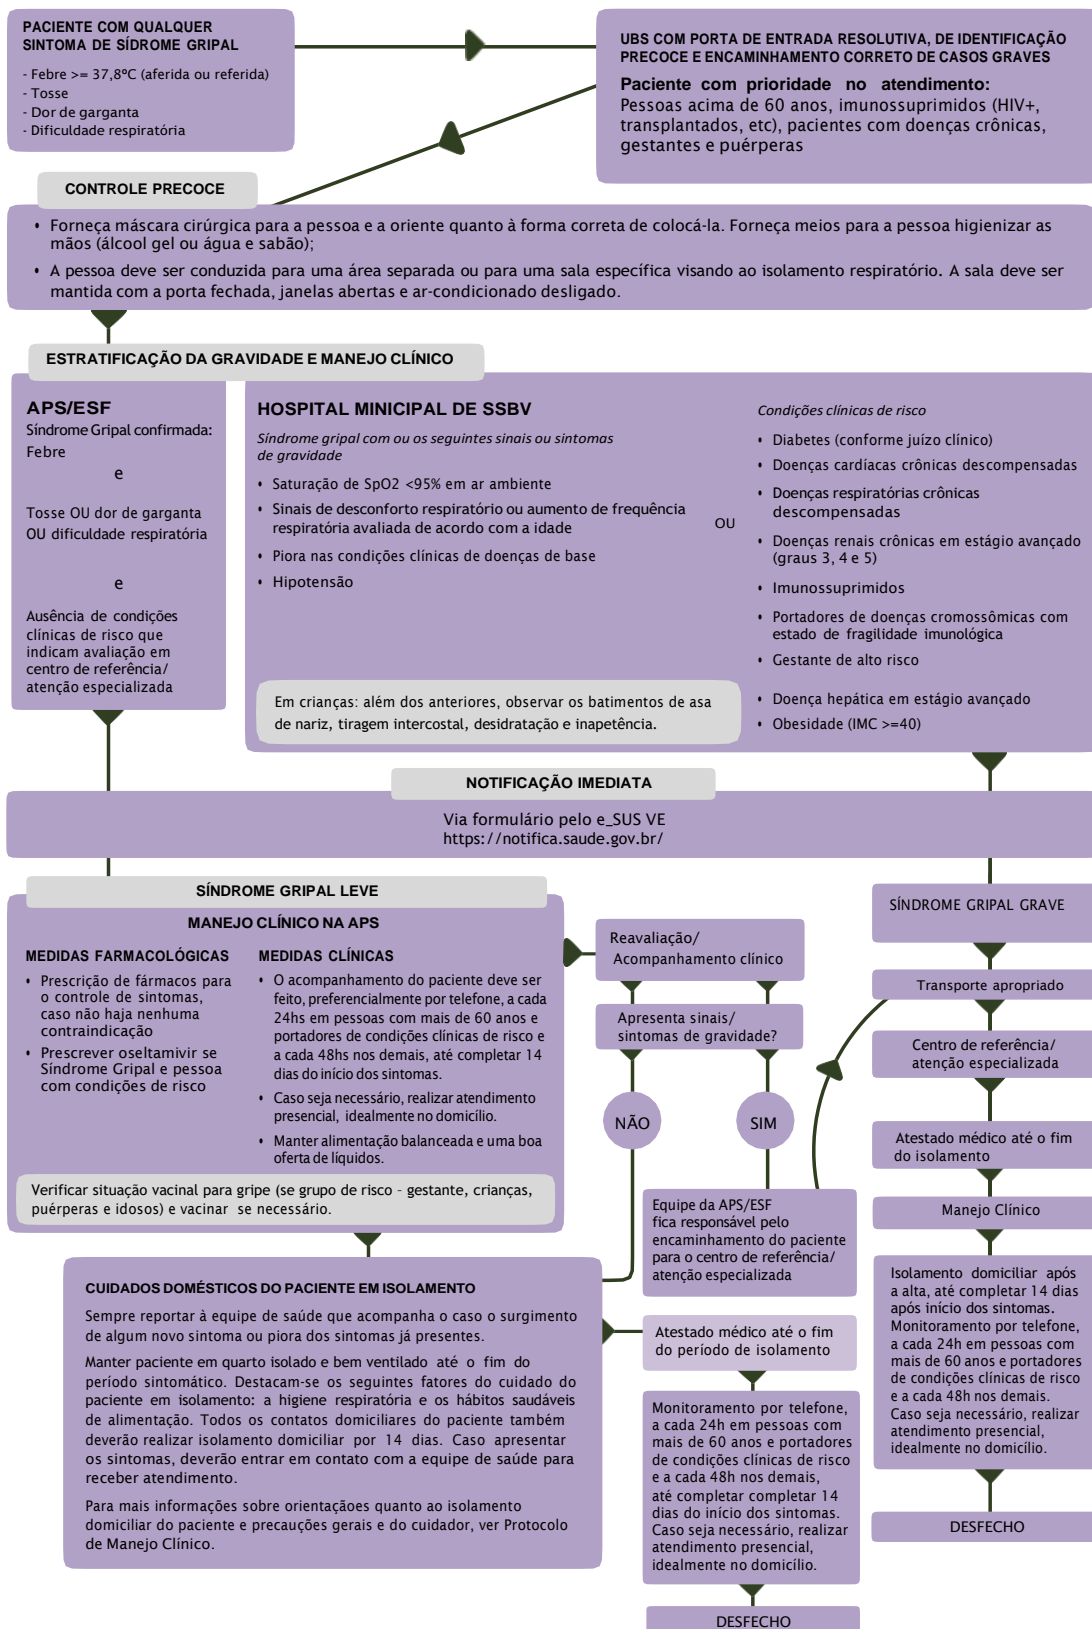 PACIENTE COM QUALQUER
SINTOMA DE SÍDROME GRIPAL
- Febre >= 37,8ºC (aferida ou referida)
- Tosse
- Dor de garganta
- Dificuldade respiratória
UBS COM PORTA DE ENTRADA RESOLUTIVA, DE IDENTIFICAÇÃO
PRECOCE E ENCAMINHAMENTO CORRETO DE CASOS GRAVES
Paciente com prioridade no atendimento:
Pessoas acima de 60 anos, imunossuprimidos (HIV+,
transplantados, etc), pacientes com doenças crônicas,
gestantes e puérperas
CONTROLE PRECOCE
• Forneça máscara cirúrgica para a pessoa e a oriente quanto à forma correta de colocá-la. Forneça meios para a pessoa higienizar as
mãos (álcool gel ou água e sabão);
• A pessoa deve ser conduzida para uma área separada ou para uma sala específica visando ao isolamento respiratório. A sala deve ser
mantida com a porta fechada, janelas abertas e ar-condicionado desligado.
ESTRATIFICAÇÃO DA GRAVIDADE E MANEJO CLÍNICO
APS/ESF
Síndrome Gripal confirmada:
Febre
e
Tosse OU dor de garganta
OU dificuldade respiratória
e
Ausência de condições
clínicas de risco que
indicam avaliação em
centro de referência/
atenção especializada
HOSPITAL MINICIPAL DE SSBV
Síndrome gripal com ou os seguintes sinais ou sintomas
de gravidade
• Saturação de SpO2 <95% em ar ambiente
• Sinais de desconforto respiratório ou aumento de frequência
respiratória avaliada de acordo com a idade
• Piora nas condições clínicas de doenças de base
• Hipotensão
Em crianças: além dos anteriores, observar os batimentos de asa
de nariz, tiragem intercostal, desidratação e inapetência.
OU
Condições clínicas de risco
• Diabetes (conforme juízo clínico)
• Doenças cardíacas crônicas descompensadas
• Doenças respiratórias crônicas
descompensadas
• Doenças renais crônicas em estágio avançado
(graus 3, 4 e 5)
• Imunossuprimidos
• Portadores de doenças cromossômicas com
estado de fragilidade imunológica
• Gestante de alto risco
• Doença hepática em estágio avançado
• Obesidade (IMC >=40)
NOTIFICAÇÃO IMEDIATA
Via formulário pelo e_SUS VE
https://notifica.saude.gov.br/
SÍNDROME GRIPAL LEVE
MANEJO CLÍNICO NA APS
MEDIDAS FARMACOLÓGICAS
• Prescrição de fármacos para
o controle de sintomas,
caso não haja nenhuma
contraindicação
• Prescrever oseltamivir se
Síndrome Gripal e pessoa
com condições de risco
MEDIDAS CLÍNICAS
• O acompanhamento do paciente deve ser
feito, preferencialmente por telefone, a cada
24hs em pessoas com mais de 60 anos e
portadores de condições clínicas de risco e
a cada 48hs nos demais, até completar 14
dias do início dos sintomas.
• Caso seja necessário, realizar atendimento
presencial, idealmente no domicílio.
• Manter alimentação balanceada e uma boa
oferta de líquidos.
Verificar situação vacinal para gripe (se grupo de risco - gestante, crianças,
puérperas e idosos) e vacinar se necessário.
Reavaliação/
Acompanhamento clínico
Apresenta sinais/
sintomas de gravidade?
NÃO
SIM
Equipe da APS/ESF
fica responsável pelo
encaminhamento do paciente
para o centro de referência/
atenção especializada
SÍNDROME GRIPAL GRAVE
Transporte apropriado
Centro de referência/
atenção especializada
Atestado médico até o fim
do isolamento
Manejo Clínico
Isolamento domiciliar após
a alta, até completar 14 dias
após início dos sintomas.
Monitoramento por telefone,
a cada 24h em pessoas com
mais de 60 anos e portadores
de condições clínicas de risco
e a cada 48h nos demais.
Caso seja necessário, realizar
atendimento presencial,
idealmente no domicílio.
DESFECHO
CUIDADOS DOMÉSTICOS DO PACIENTE EM ISOLAMENTO
Sempre reportar à equipe de saúde que acompanha o caso o surgimento
de algum novo sintoma ou piora dos sintomas já presentes.
Manter paciente em quarto isolado e bem ventilado até o fim do
período sintomático. Destacam-se os seguintes fatores do cuidado do
paciente em isolamento: a higiene respiratória e os hábitos saudáveis
de alimentação. Todos os contatos domiciliares do paciente também
deverão realizar isolamento domiciliar por 14 dias. Caso apresentar
os sintomas, deverão entrar em contato com a equipe de saúde para
receber atendimento.
Para mais informações sobre orientaçãoes quanto ao isolamento
domiciliar do paciente e precauções gerais e do cuidador, ver Protocolo
de Manejo Clínico.
Atestado médico até o fim
do período de isolamento
Monitoramento por telefone,
a cada 24h em pessoas com
mais de 60 anos e portadores
de condições clínicas de risco
e a cada 48h nos demais,
até completar completar 14
dias do início dos sintomas.
Caso seja necessário, realizar
atendimento presencial,
idealmente no domicílio.
DESFECHO